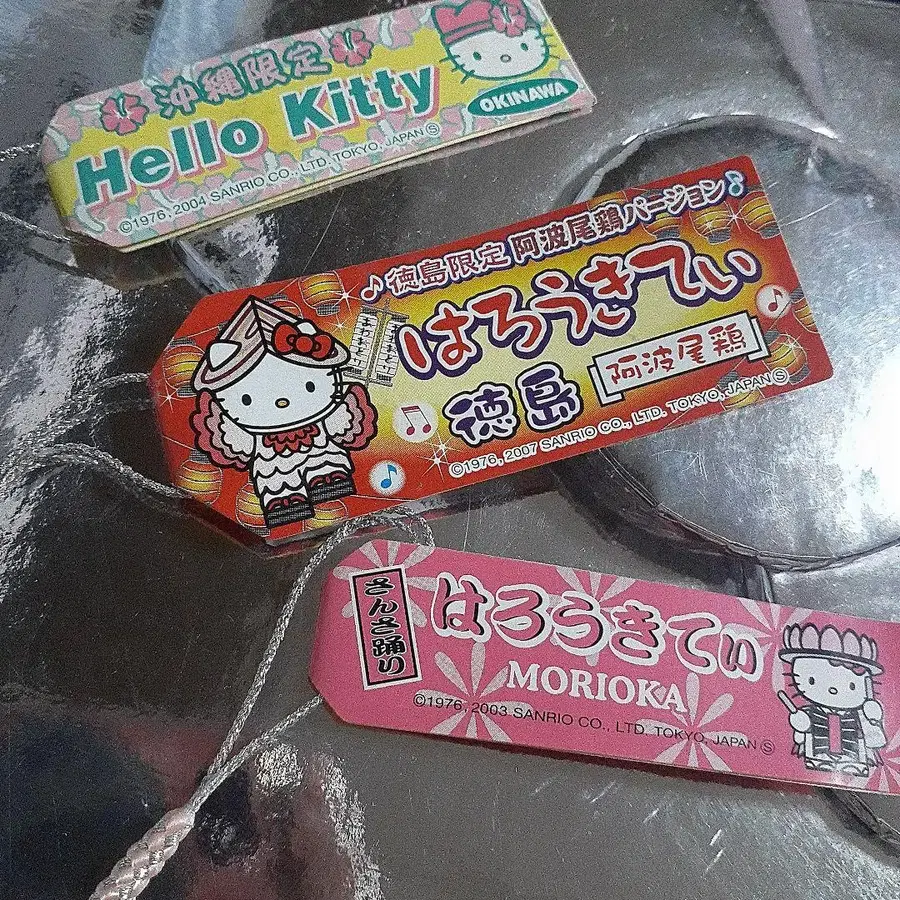 沖縄限定
Hello Kitty
OKINAWA
©1976, 2004 SANRIO CO., LTD. TOKYO, JAPAN Ⓢ
♪徳島限定 阿波尾鶏バージョン♪
はろうきてぃ
徳島
阿波尾鶏
©1976, 2007 SANRIO CO., LTD. TOKYO, JAPAN Ⓢ
さんさ踊り
はろうきてぃ
MORIOKA
©1976, 2003 SANRIO CO., LTD. TOKYO, JAPAN Ⓢ